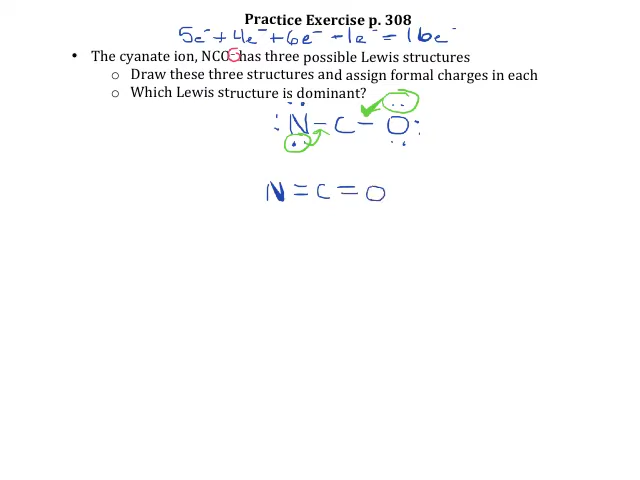 Practice Exercise p. 308
5e⁻ + 4e⁻ + 6e⁻ - 1e⁻ = 16e⁻
• The cyanate ion, NCO⁻ has three possible Lewis structures
o Draw these three structures and assign formal charges in each
o Which Lewis structure is dominant?
:N - C - O:
N = C = O